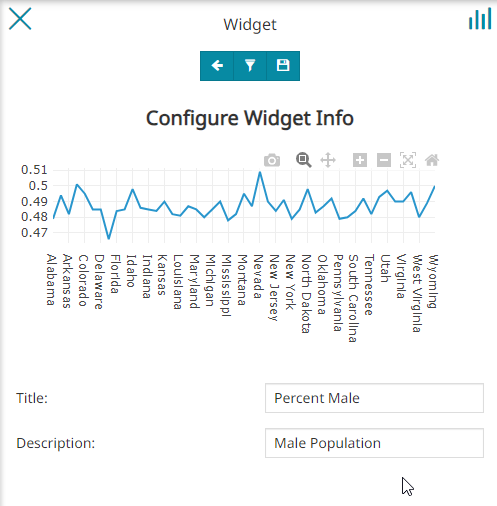 Widget
Configure Widget Info
0.51
0.5
0.49
0.48
0.47
Alabama
Arkansas
Colorado
Delaware
Florida
Idaho
Indiana
Kansas
Louisiana
Maryland
Michigan
Mississippi
Montana
Nevada
New Jersey
New York
North Dakota
Oklahoma
Pennsylvania
South Carolina
Tennessee
Utah
Virginia
West Virginia
Wyoming
Title: Percent Male
Description: Male Population